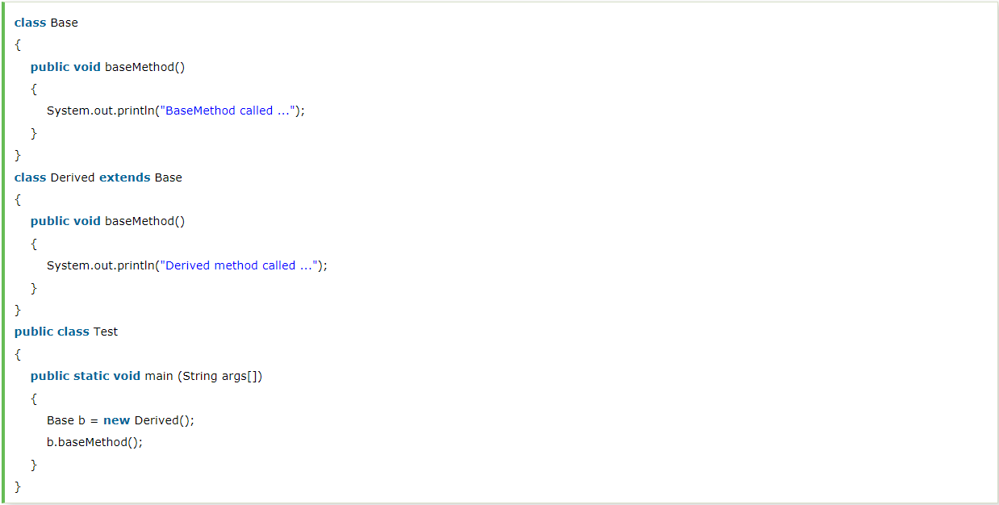 class Base
{
public void baseMethod()
{
System.out.println("BaseMethod called ...");
}
}
class Derived extends Base
{
public void baseMethod()
{
System.out.println("Derived method called ...");
}
}
public class Test
{
public static void main (String args[])
{
Base b = new Derived();
b.baseMethod();
}
}